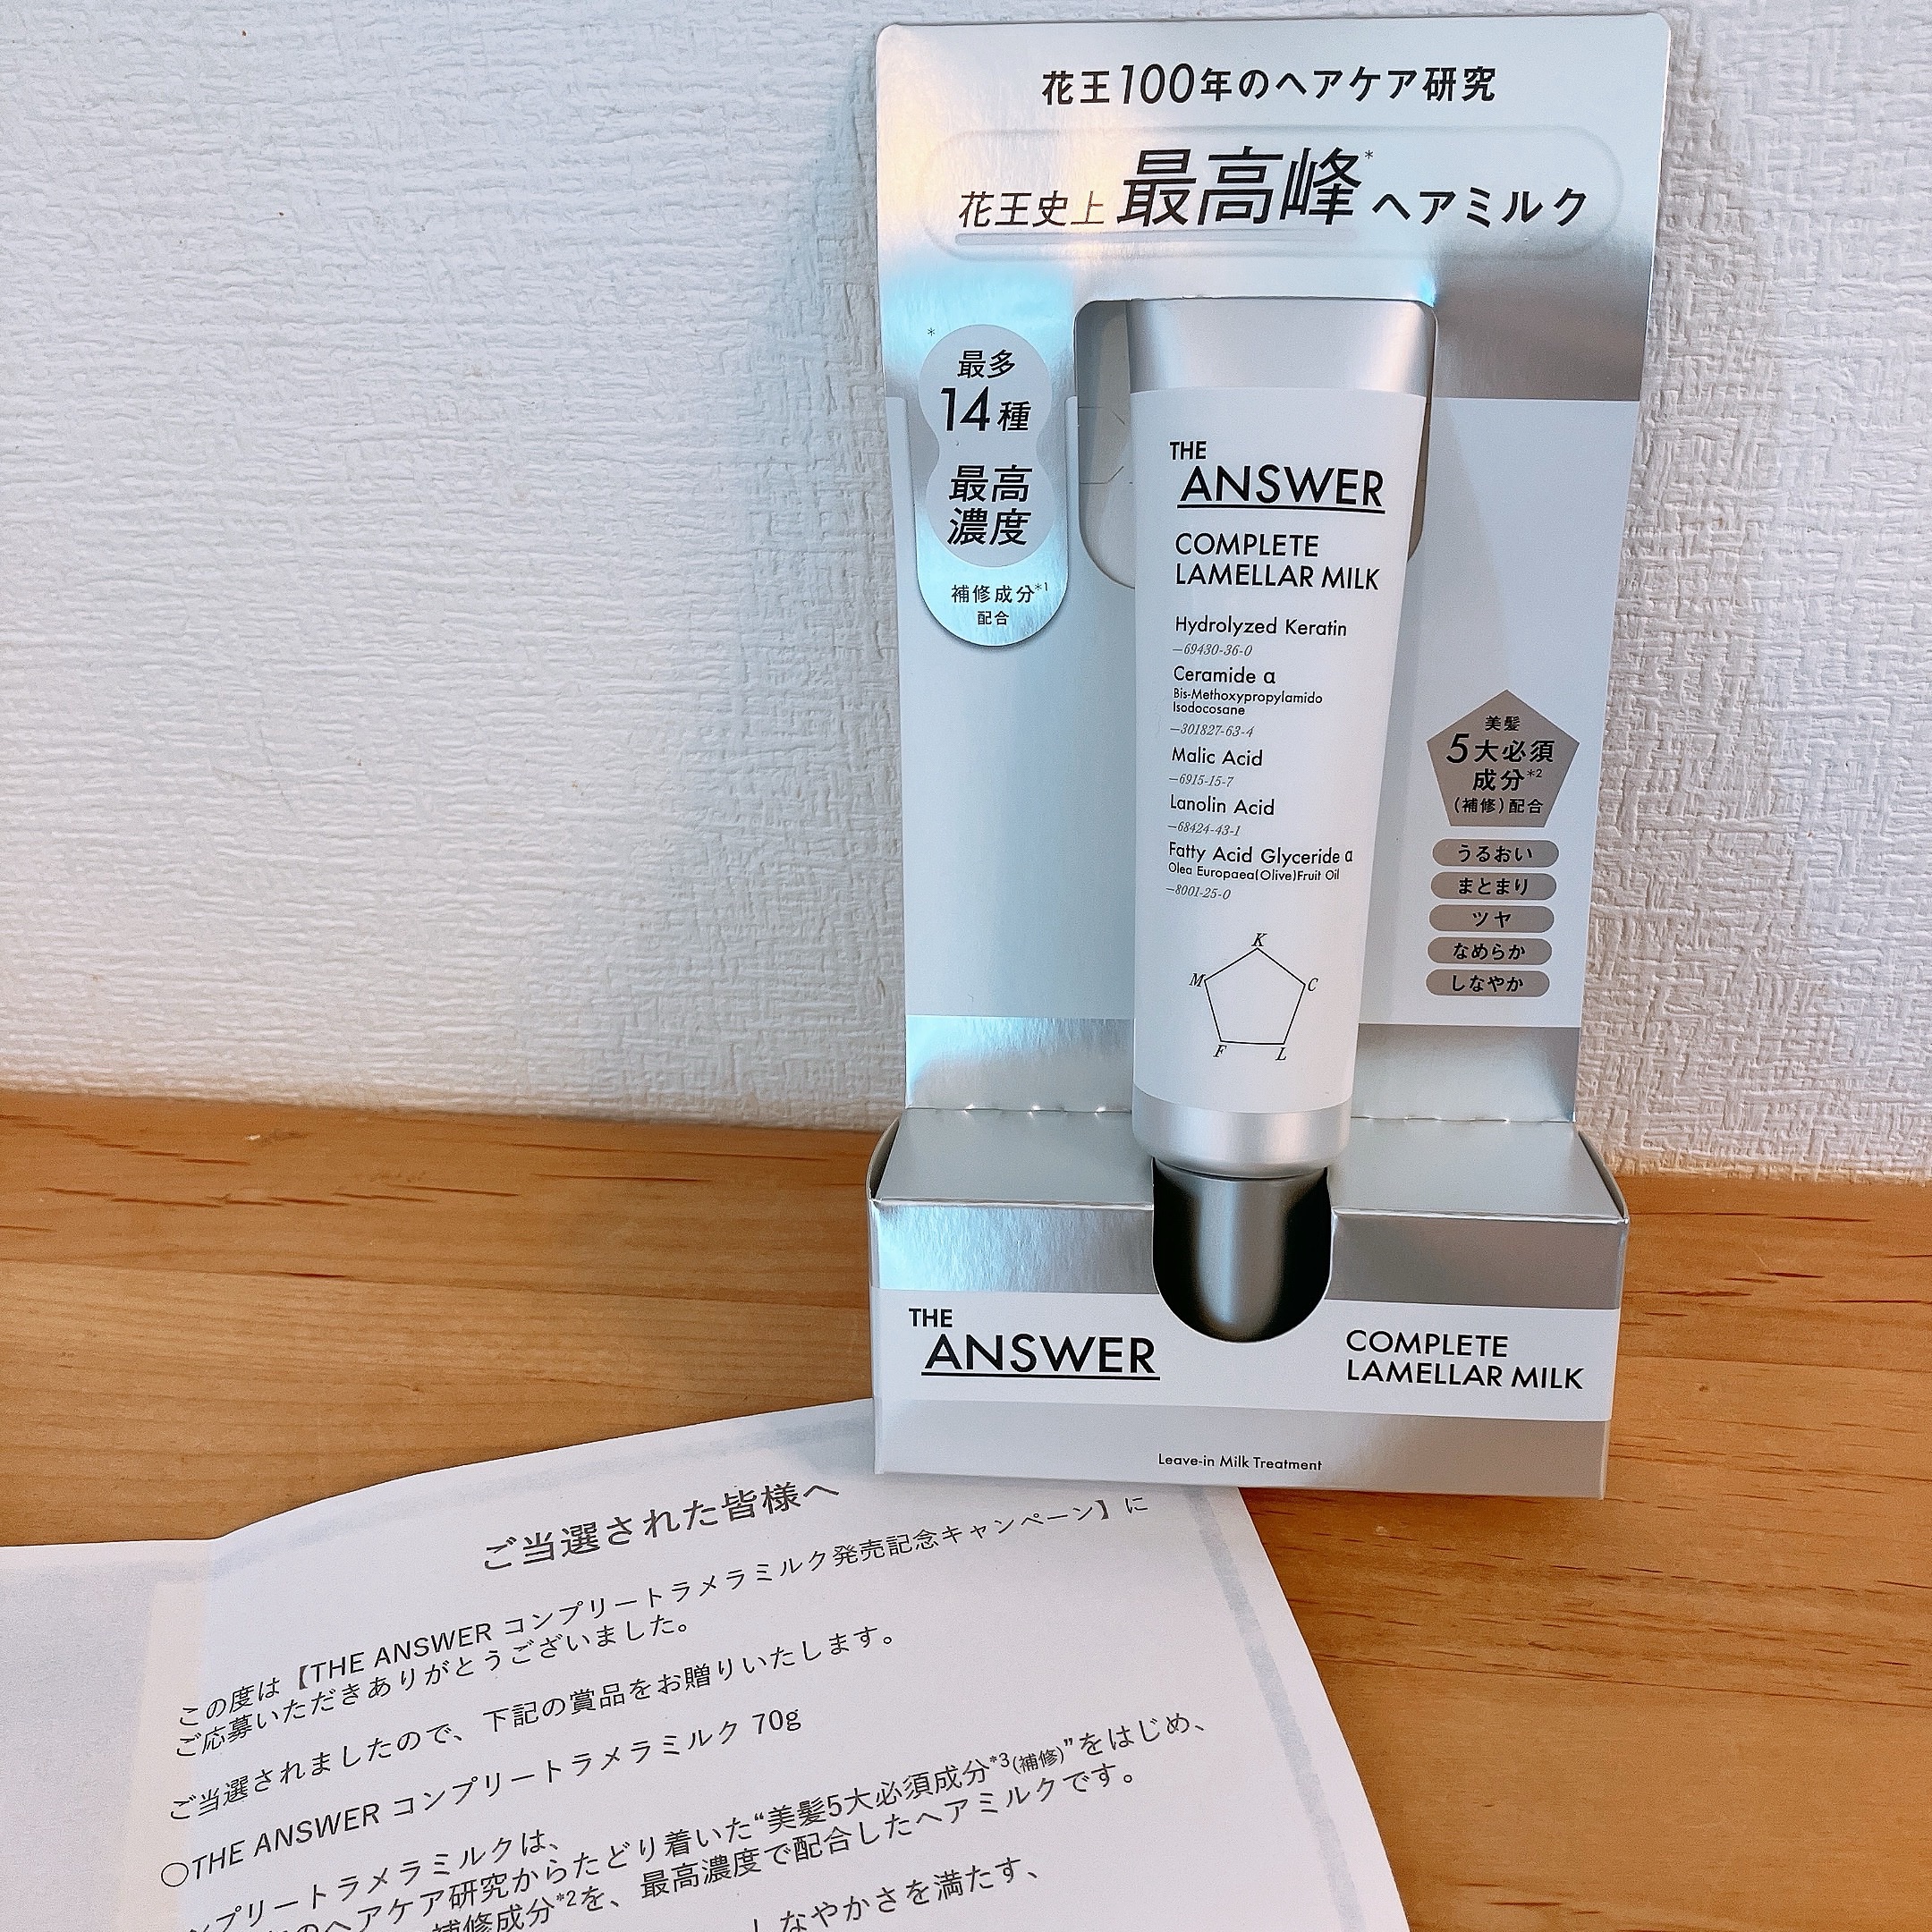 花王100年のヘアケア研究
花王史上最高峰*ヘアミルク
*
最多
14種
最高
濃度
補修成分*1
配合
THE
ANSWER
COMPLETE
LAMELLAR MILK
Hydrolyzed Keratin
—69430-36-0
Ceramide α
Bis-Methoxypropylamido
Isodocosane
—301827-63-4
Malic Acid
—6915-15-7
Lanolin Acid
—68424-43-1
Fatty Acid Glyceride α
Olea Europaea(Olive)Fruit Oil
—8001-25-0
K
M
C
F
L
美髪
5大必須
成分*2
(補修)配合
うるおい
まとまり
ツヤ
なめらか
しなやか
THE
ANSWER
COMPLETE
LAMELLAR MILK
Leave-in Milk Treatment
ご当選された皆様へ
この度は【THE ANSWER コンプリートラメラミルク発売記念キャンペーン】に
ご応募いただきありがとうございました。
ご当選されましたので、下記の賞品をお贈りいたします。
○THE ANSWER コンプリートラメラミルク 70g
ンプリートラメラミルクは、
のヘアケア研究からたどり着いた“美髪5大必須成分*3(補修)”をはじめ、
補修成分*2を、最高濃度で配合したヘアミルクです。
しなやかさを満たす、